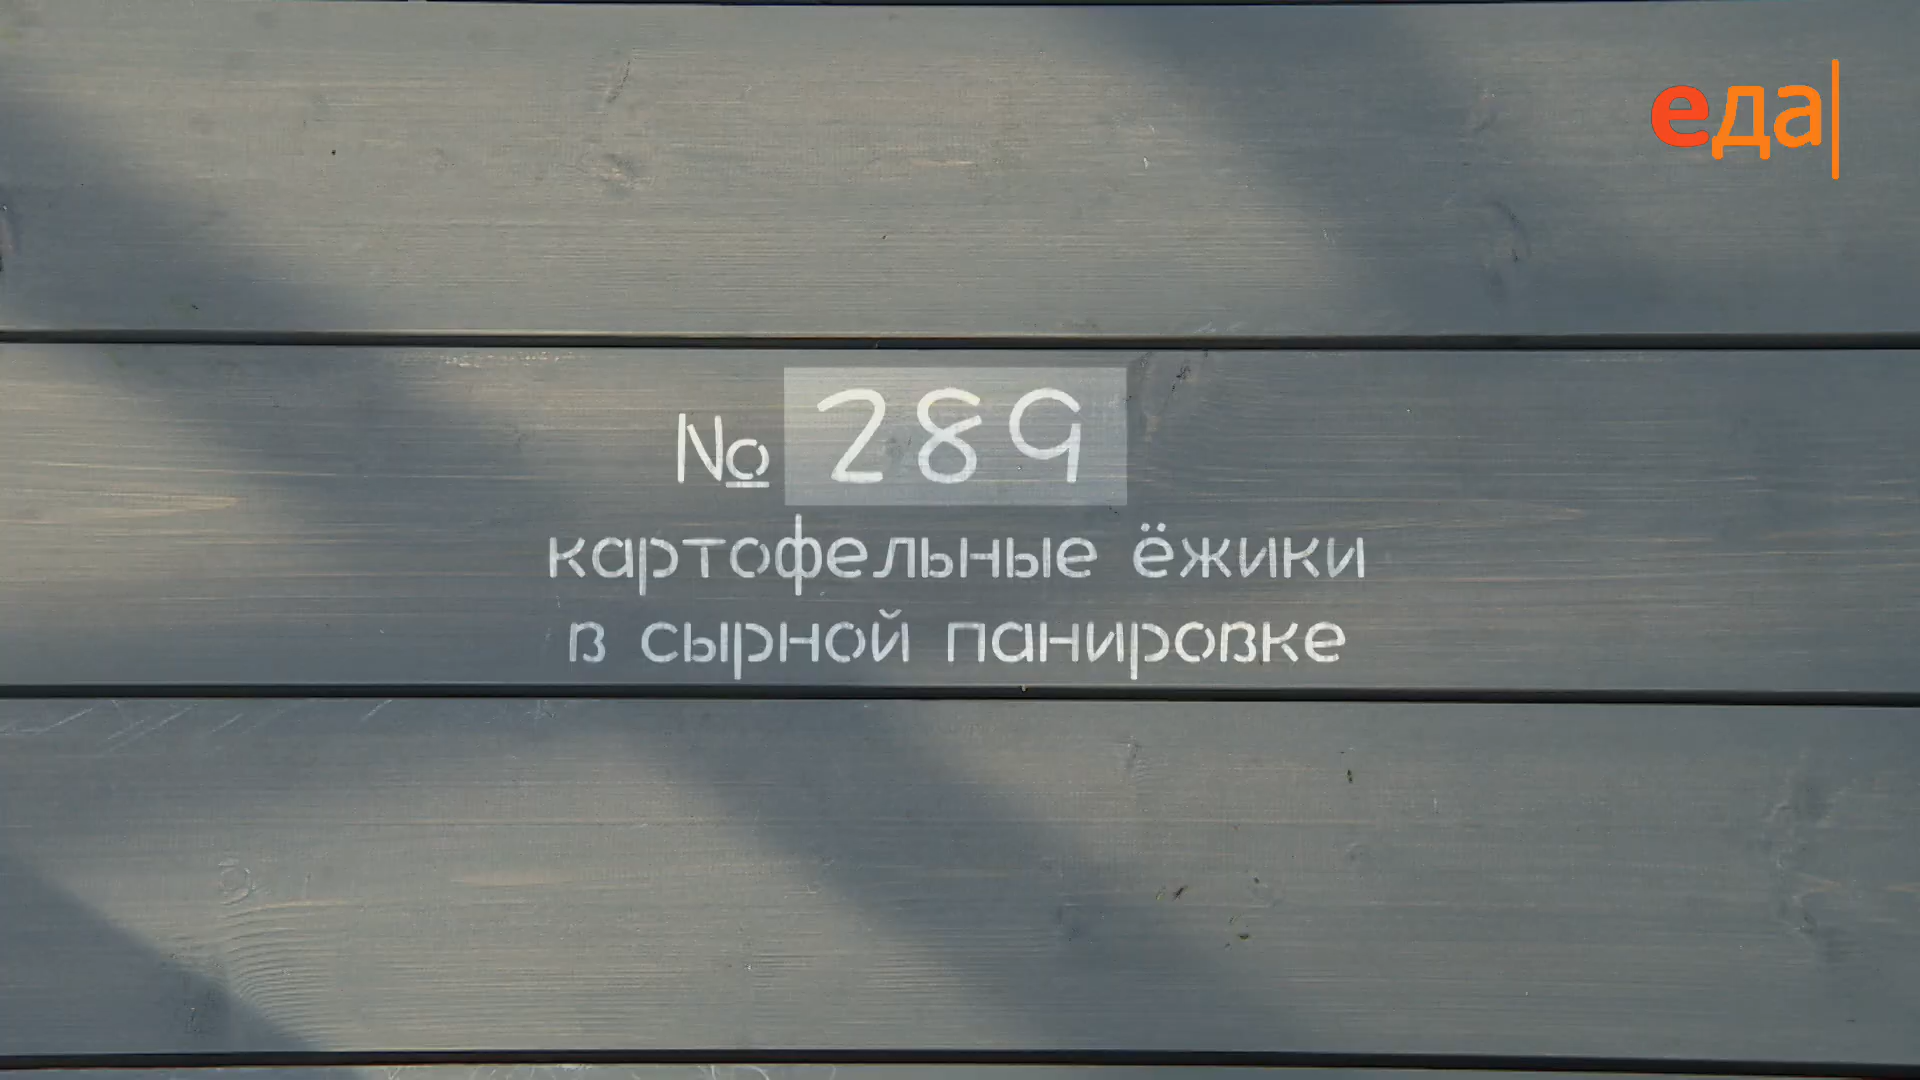 еда
№ 289
картофельные ёжики
в сырной панировке